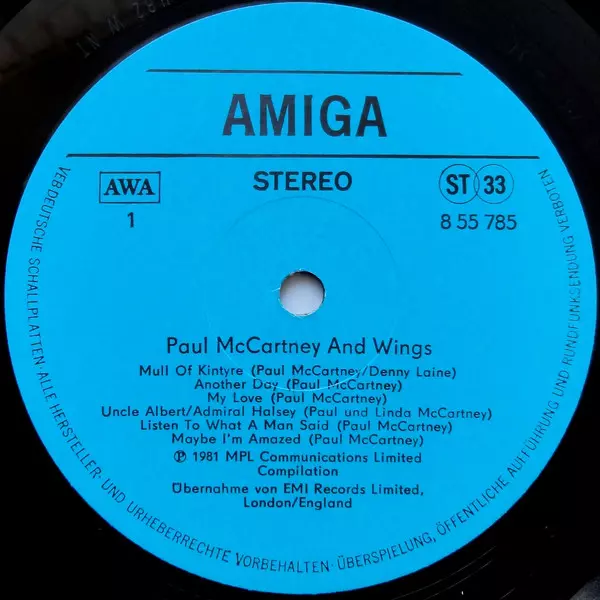 AMIGA
AWA
STEREO
ST 33
1
8 55 785
Paul McCartney And Wings
Mull Of Kintyre (Paul McCartney/Denny Laine)
Another Day (Paul McCartney)
My Love (Paul McCartney)
Uncle Albert/Admiral Halsey (Paul und Linda McCartney)
Listen To What A Man Said (Paul McCartney)
Maybe I'm Amazed (Paul McCartney)
℗ 1981 MPL Communications Limited
Compilation
Übernahme von EMI Records Limited,
London/England
VEB DEUTSCHE SCHALLPLATTEN · ALLE HERSTELLER- UND URHEBERRECHTE VORBEHALTEN · ÜBERSPIELUNG, ÖFFENTLICHE AUFFÜHRUNG UND RUNDFUNKSENDUNG VERBOTEN